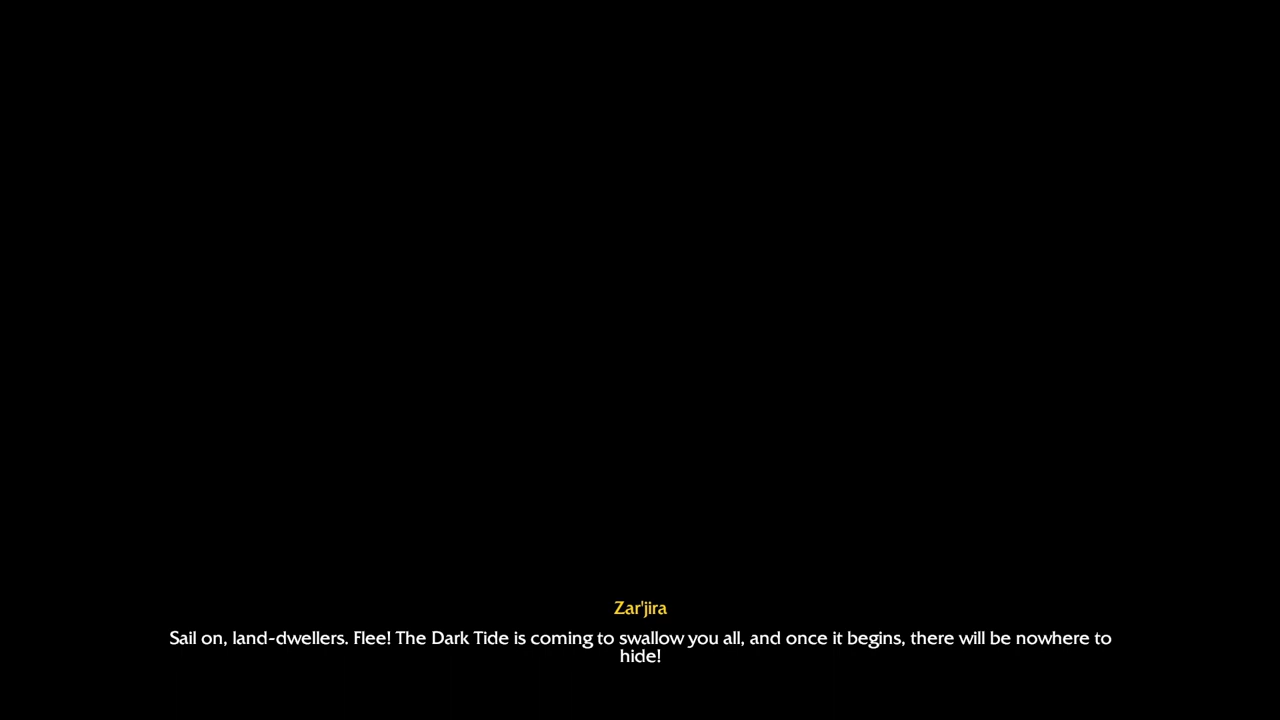 Zar'jira
Sail on, land-dwellers. Flee! The Dark Tide is coming to swallow you all, and once it begins, there will be nowhere to
hide!